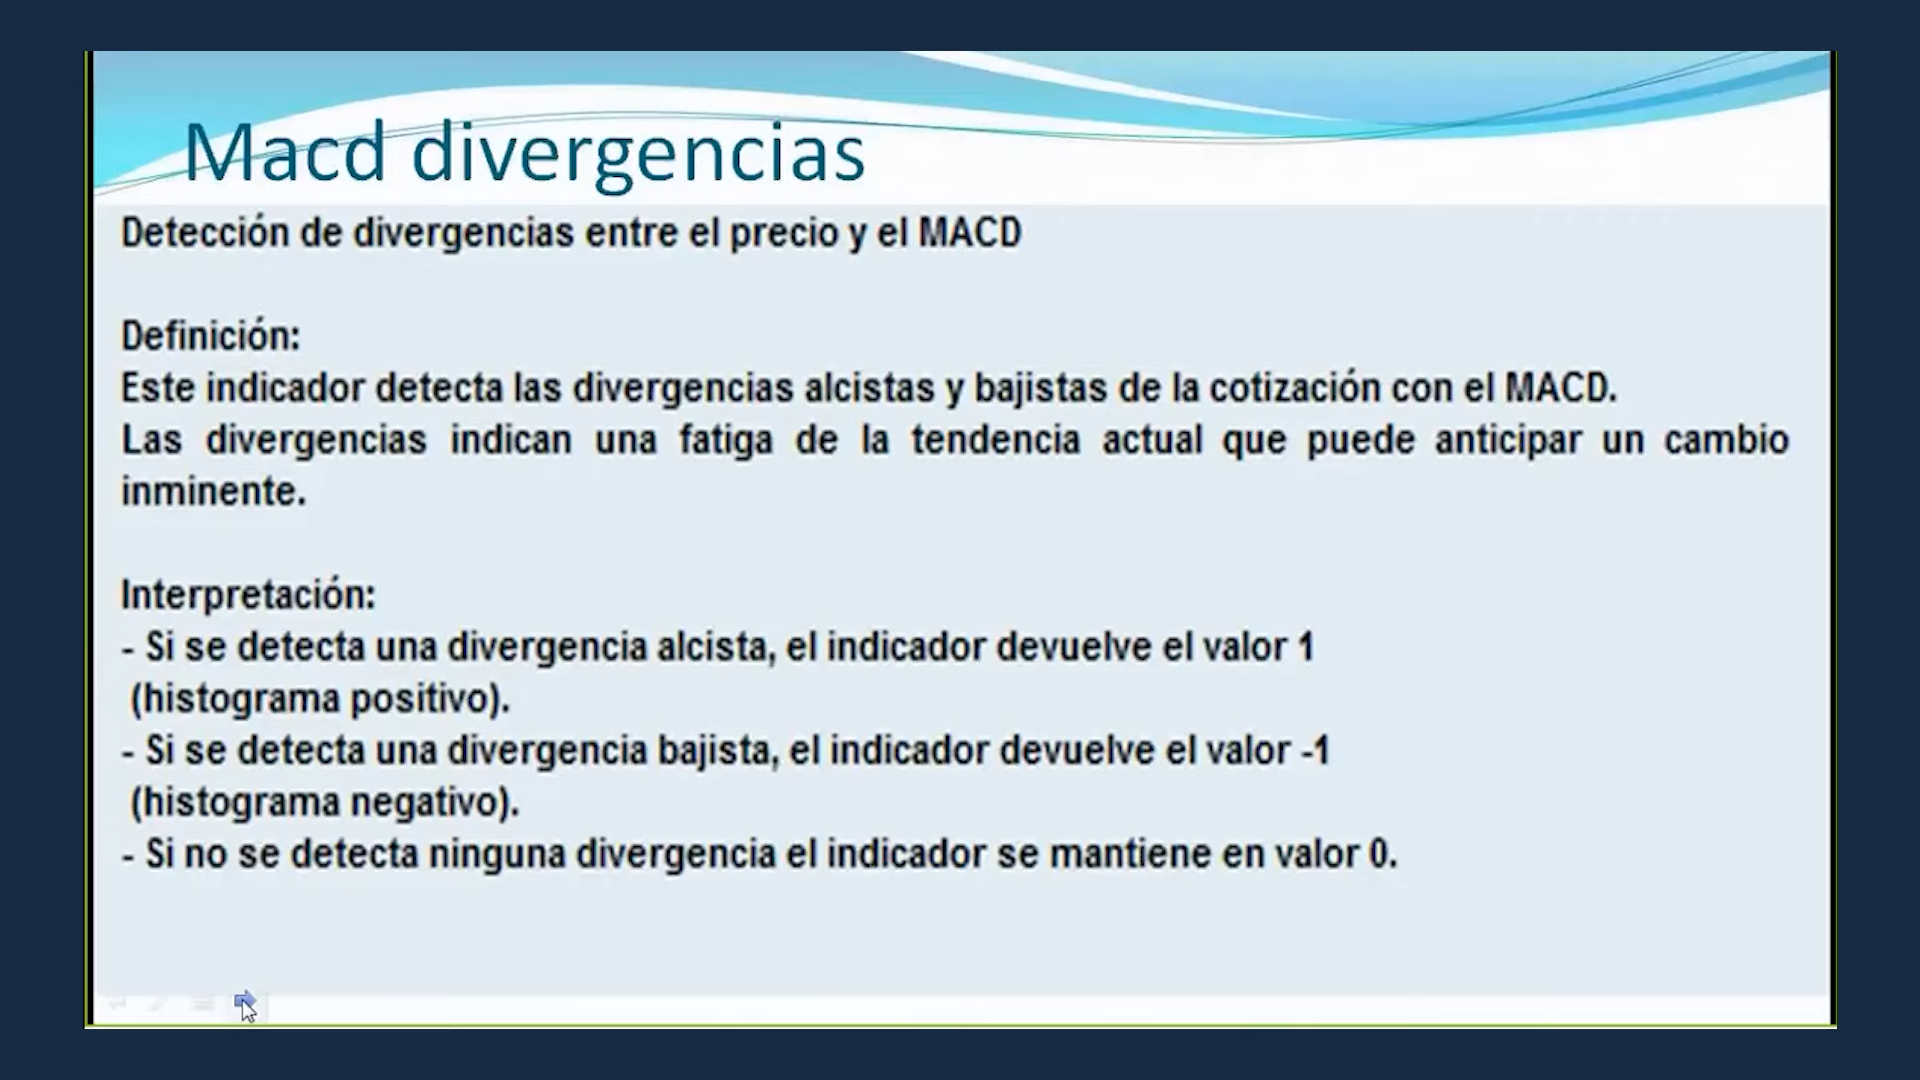 Macd divergencias
Detección de divergencias entre el precio y el MACD
Definición:
Este indicador detecta las divergencias alcistas y bajistas de la cotización con el MACD.
Las divergencias indican una fatiga de la tendencia actual que puede anticipar un cambio
inminente.
Interpretación:
- Si se detecta una divergencia alcista, el indicador devuelve el valor 1
(histograma positivo).
- Si se detecta una divergencia bajista, el indicador devuelve el valor -1
(histograma negativo).
- Si no se detecta ninguna divergencia el indicador se mantiene en valor 0.